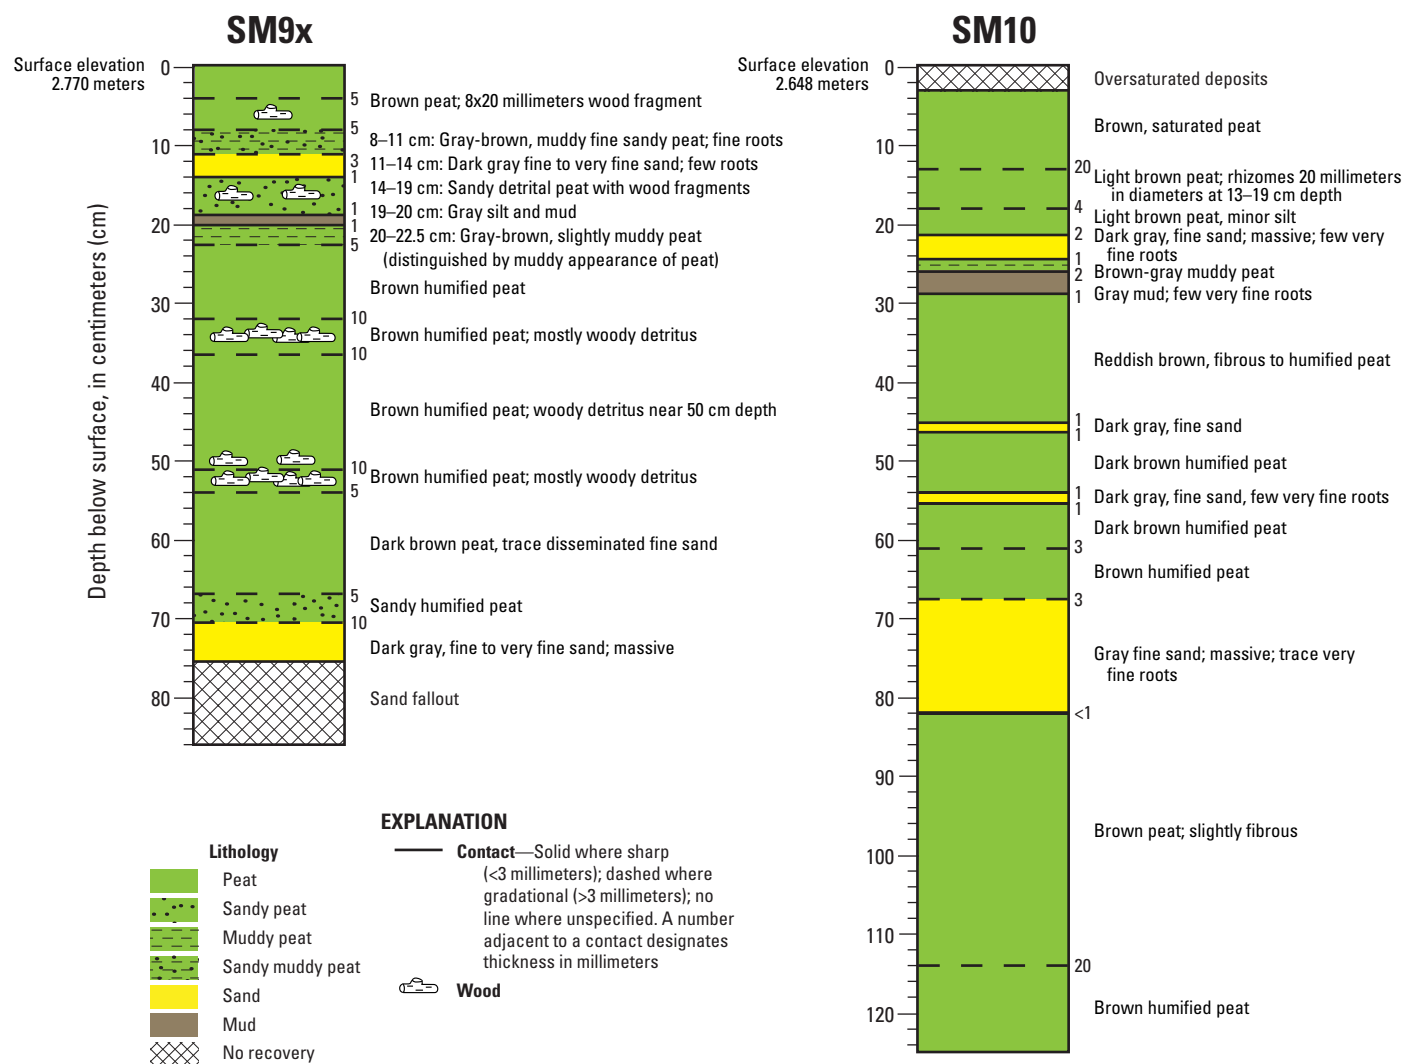 SM9x
Surface elevation
2.770 meters
Depth below surface, in centimeters (cm)
0
10
20
30
40
50
60
70
80
5
5
3
1
1
1
5
10
10
10
5
5
10
Brown peat; 8x20 millimeters wood fragment
8–11 cm: Gray-brown, muddy fine sandy peat; fine roots
11–14 cm: Dark gray fine to very fine sand; few roots
14–19 cm: Sandy detrital peat with wood fragments
19–20 cm: Gray silt and mud
20–22.5 cm: Gray-brown, slightly muddy peat
(distinguished by muddy appearance of peat)
Brown humified peat
Brown humified peat; mostly woody detritus
Brown humified peat; woody detritus near 50 cm depth
Brown humified peat; mostly woody detritus
Dark brown peat, trace disseminated fine sand
Sandy humified peat
Dark gray, fine to very fine sand; massive
Sand fallout
SM10
Surface elevation
2.648 meters
0
10
20
30
40
50
60
70
80
90
100
110
120
20
4
2
1
2
1
1
1
1
1
3
3
<1
20
Oversaturated deposits
Brown, saturated peat
Light brown peat; rhizomes 20 millimeters
in diameters at 13–19 cm depth
Light brown peat, minor silt
Dark gray, fine sand; massive; few very
fine roots
Brown-gray muddy peat
Gray mud; few very fine roots
Reddish brown, fibrous to humified peat
Dark gray, fine sand
Dark brown humified peat
Dark gray, fine sand, few very fine roots
Dark brown humified peat
Brown humified peat
Gray fine sand; massive; trace very
fine roots
Brown peat; slightly fibrous
Brown humified peat
EXPLANATION
Lithology
Peat
Sandy peat
Muddy peat
Sandy muddy peat
Sand
Mud
No recovery
Contact—Solid where sharp
(<3 millimeters); dashed where
gradational (>3 millimeters); no
line where unspecified. A number
adjacent to a contact designates
thickness in millimeters
Wood